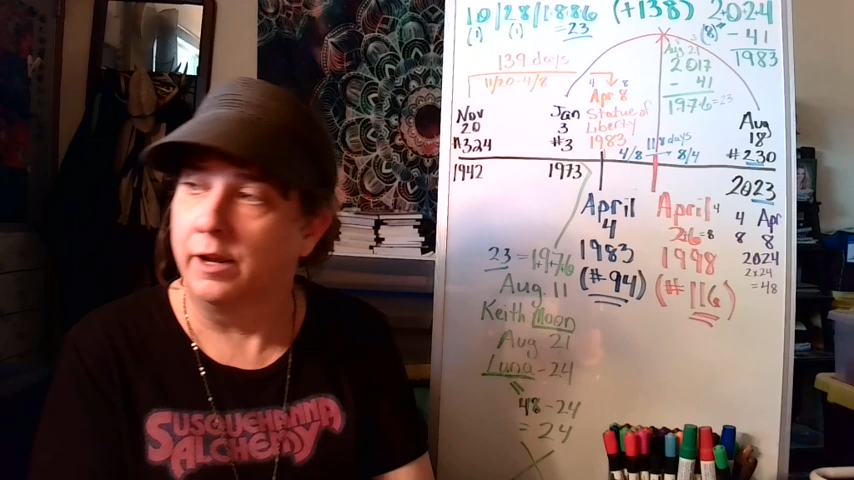 10/28/1886 (+138) 2024
(1) (1) = 23 (8) - 41
1983
139 days
11/20-4/8
Aug 21
2017
- 41
1976 = 23
4 8
Apr 8
Statue of
Liberty
1983
Nov
20
#324
Jan
3
#3
118 days
4/8 → 8/4
Aug
18
#230
1942
1973
2023
April
4
1983
(#94)
April 4
26 = 8
1998
(#116)
4 Apr
8 8
2024
2x24
= 48
23 = 1976
Aug 11
Keith Moon
Aug 21
Luna - 24
48 - 24
= 24
SUSQUEHANNA
ALCHEMY